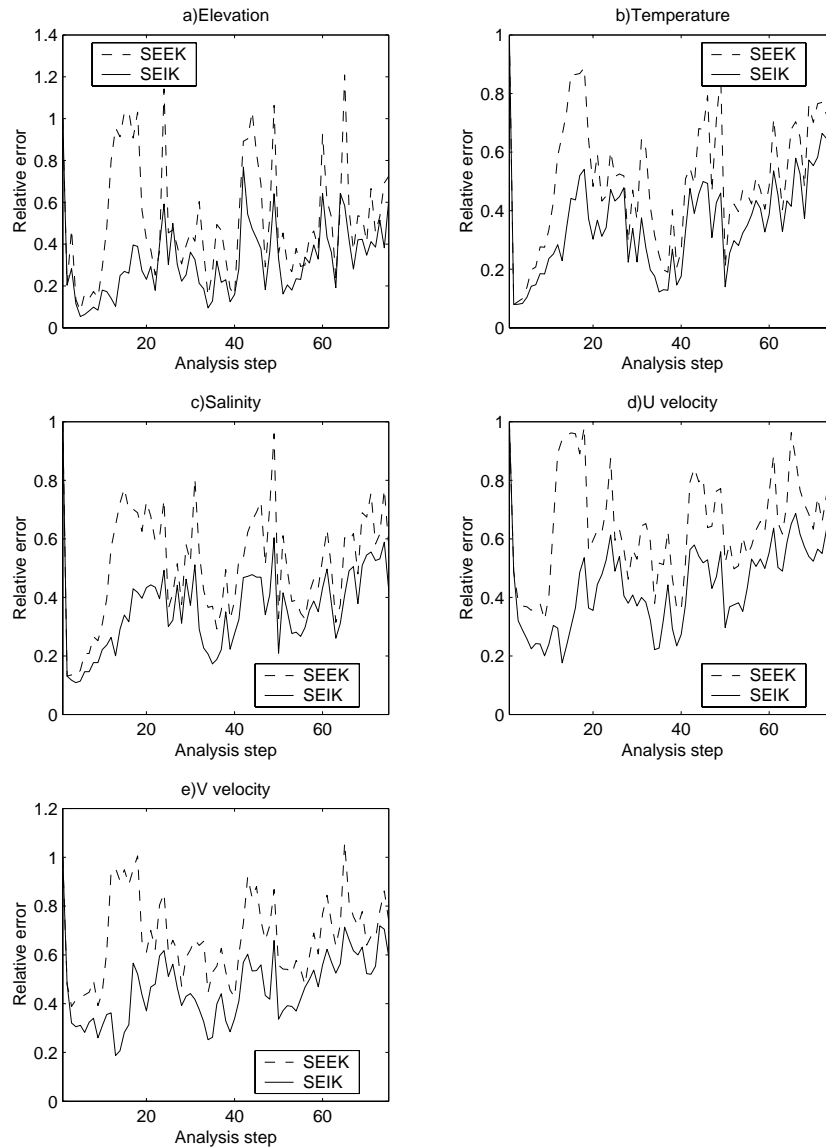 a)Elevation
1.4
1.2
1
0.8
0.6
0.4
0.2
0
Relative error
SEEK
SEIK
20
40
60
Analysis step
b)Temperature
1
0.8
0.6
0.4
0.2
0
Relative error
SEEK
SEIK
20
40
60
Analysis step
c)Salinity
1
0.8
0.6
0.4
0.2
0
Relative error
SEEK
SEIK
20
40
60
Analysis step
d)U velocity
1
0.8
0.6
0.4
0.2
0
Relative error
SEEK
SEIK
20
40
60
Analysis step
e)V velocity
1.2
1
0.8
0.6
0.4
0.2
0
Relative error
SEEK
SEIK
20
40
60
Analysis step